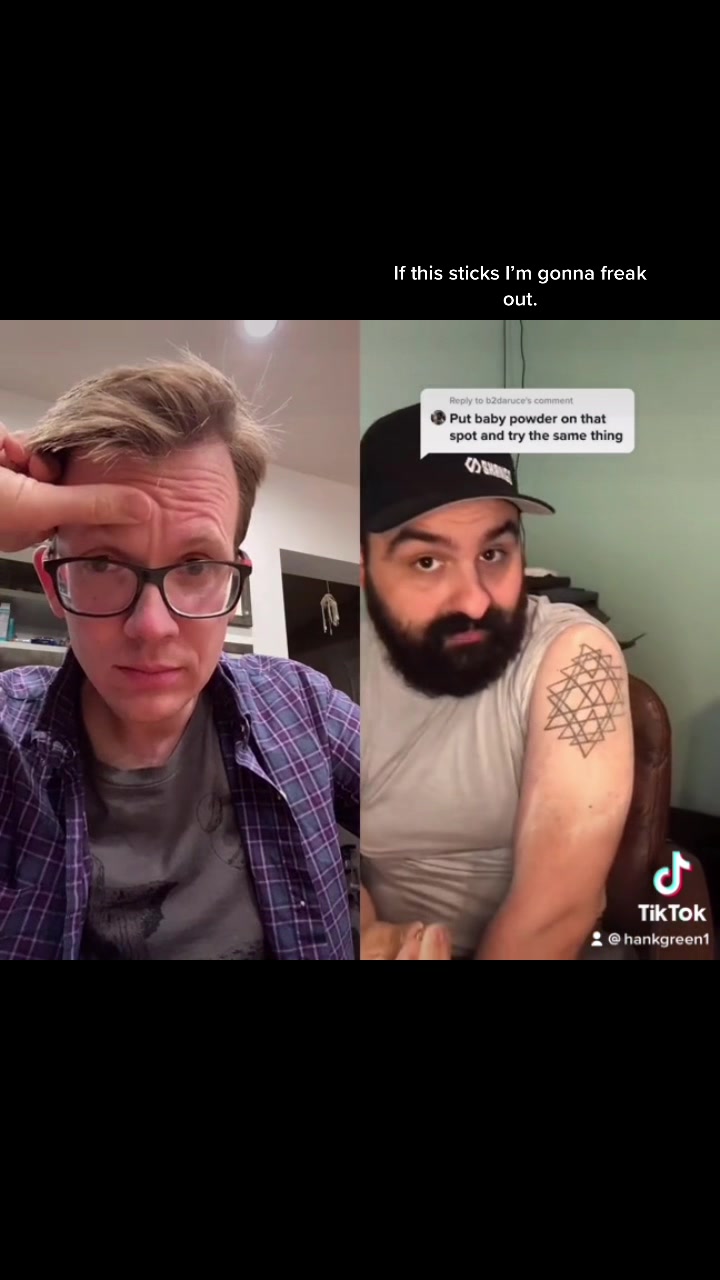 If this sticks I’m gonna freak
out.
Reply to b2daruce's comment
Put baby powder on that
spot and try the same thing
TikTok
@hankgreen1